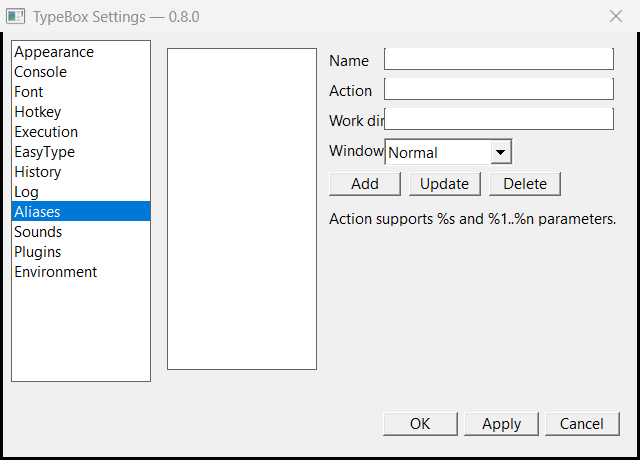 TypeBox Settings — 0.8.0
Appearance
Console
Font
Hotkey
Execution
EasyType
History
Log
Aliases
Sounds
Plugins
Environment
Name
Action
Work dir
Window
Normal
Add Update Delete
Action supports %s and %1..%n parameters.
OK Apply Cancel